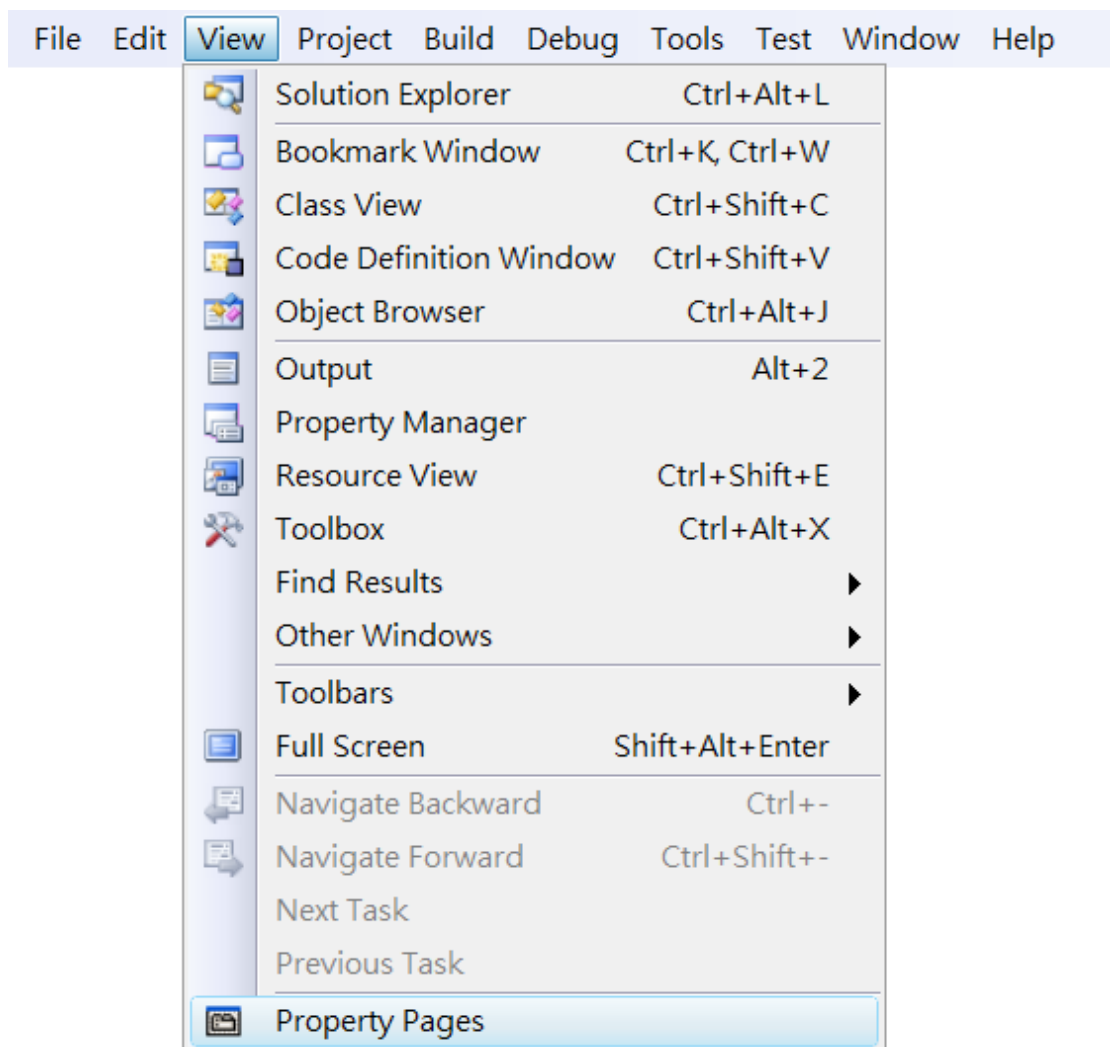 File Edit View Project Build Debug Tools Test Window Help
Solution Explorer Ctrl+Alt+L
Bookmark Window Ctrl+K, Ctrl+W
Class View Ctrl+Shift+C
Code Definition Window Ctrl+Shift+V
Object Browser Ctrl+Alt+J
Output Alt+2
Property Manager
Resource View Ctrl+Shift+E
Toolbox Ctrl+Alt+X
Find Results
Other Windows
Toolbars
Full Screen Shift+Alt+Enter
Navigate Backward Ctrl+-
Navigate Forward Ctrl+Shift+-
Next Task
Previous Task
Property Pages